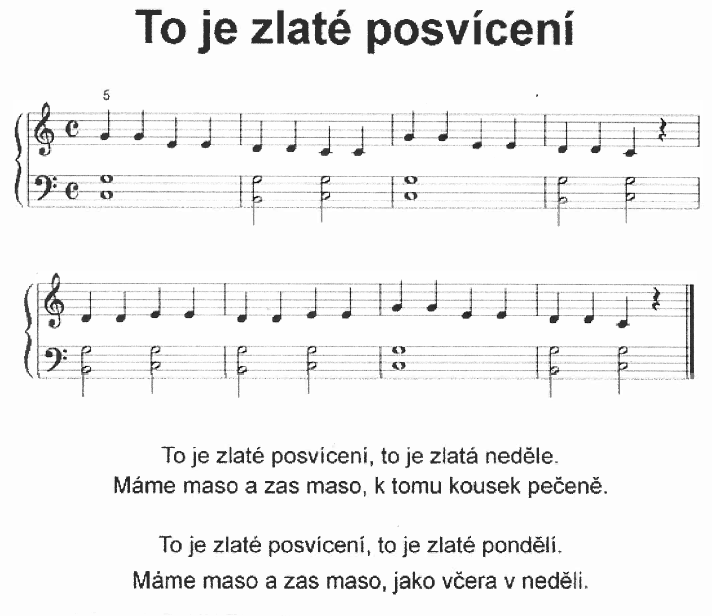 To je zlaté posvícení
5
To je zlaté posvícení, to je zlatá neděle.
Máme maso a zas maso, k tomu kousek pečeně.
To je zlaté posvícení, to je zlaté pondělí.
Máme maso a zas maso, jako včera v neděli.